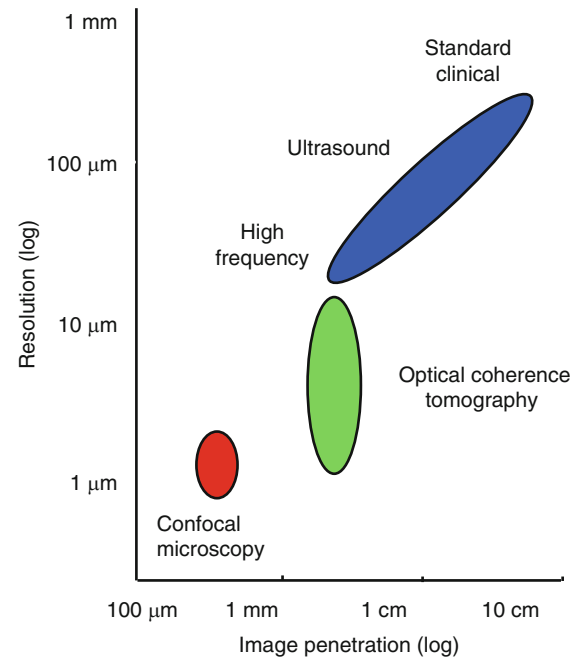 1 mm
Standard
clinical
Ultrasound
100 μm
High
frequency
Resolution (log)
10 μm
Optical coherence
tomography
1 μm
Confocal
microscopy
100 μm 1 mm 1 cm 10 cm
Image penetration (log)